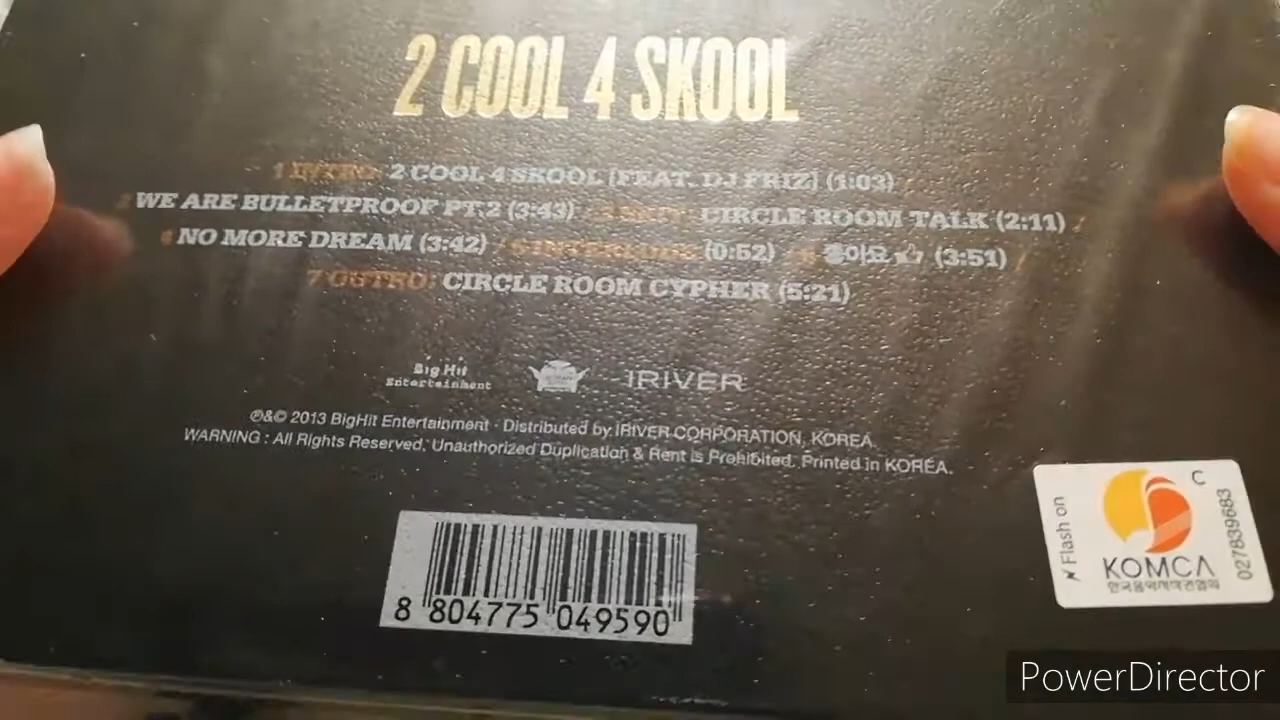 2 COOL 4 SKOOL
1 INTRO: 2 COOL 4 SKOOL (FEAT. DJ FRIZ) (1:03) /
2 WE ARE BULLETPROOF PT.2 (3:43) / 3 SKIT: CIRCLE ROOM TALK (2:11) /
4 NO MORE DREAM (3:42) / 5 INTERLUDE (0:52) / 6 좋아요 (3:51) /
7 OUTRO: CIRCLE ROOM CYPHER (5:21)
Big Hit
Entertainment
IRIVER
℗&© 2013 BigHit Entertainment · Distributed by IRIVER CORPORATION, KOREA.
WARNING : All Rights Reserved. Unauthorized Duplication & Rent is Prohibited. Printed in KOREA.
8 804775 049590
Flash on
C
KOMCA
한국음악저작권협회
027839683
PowerDirector